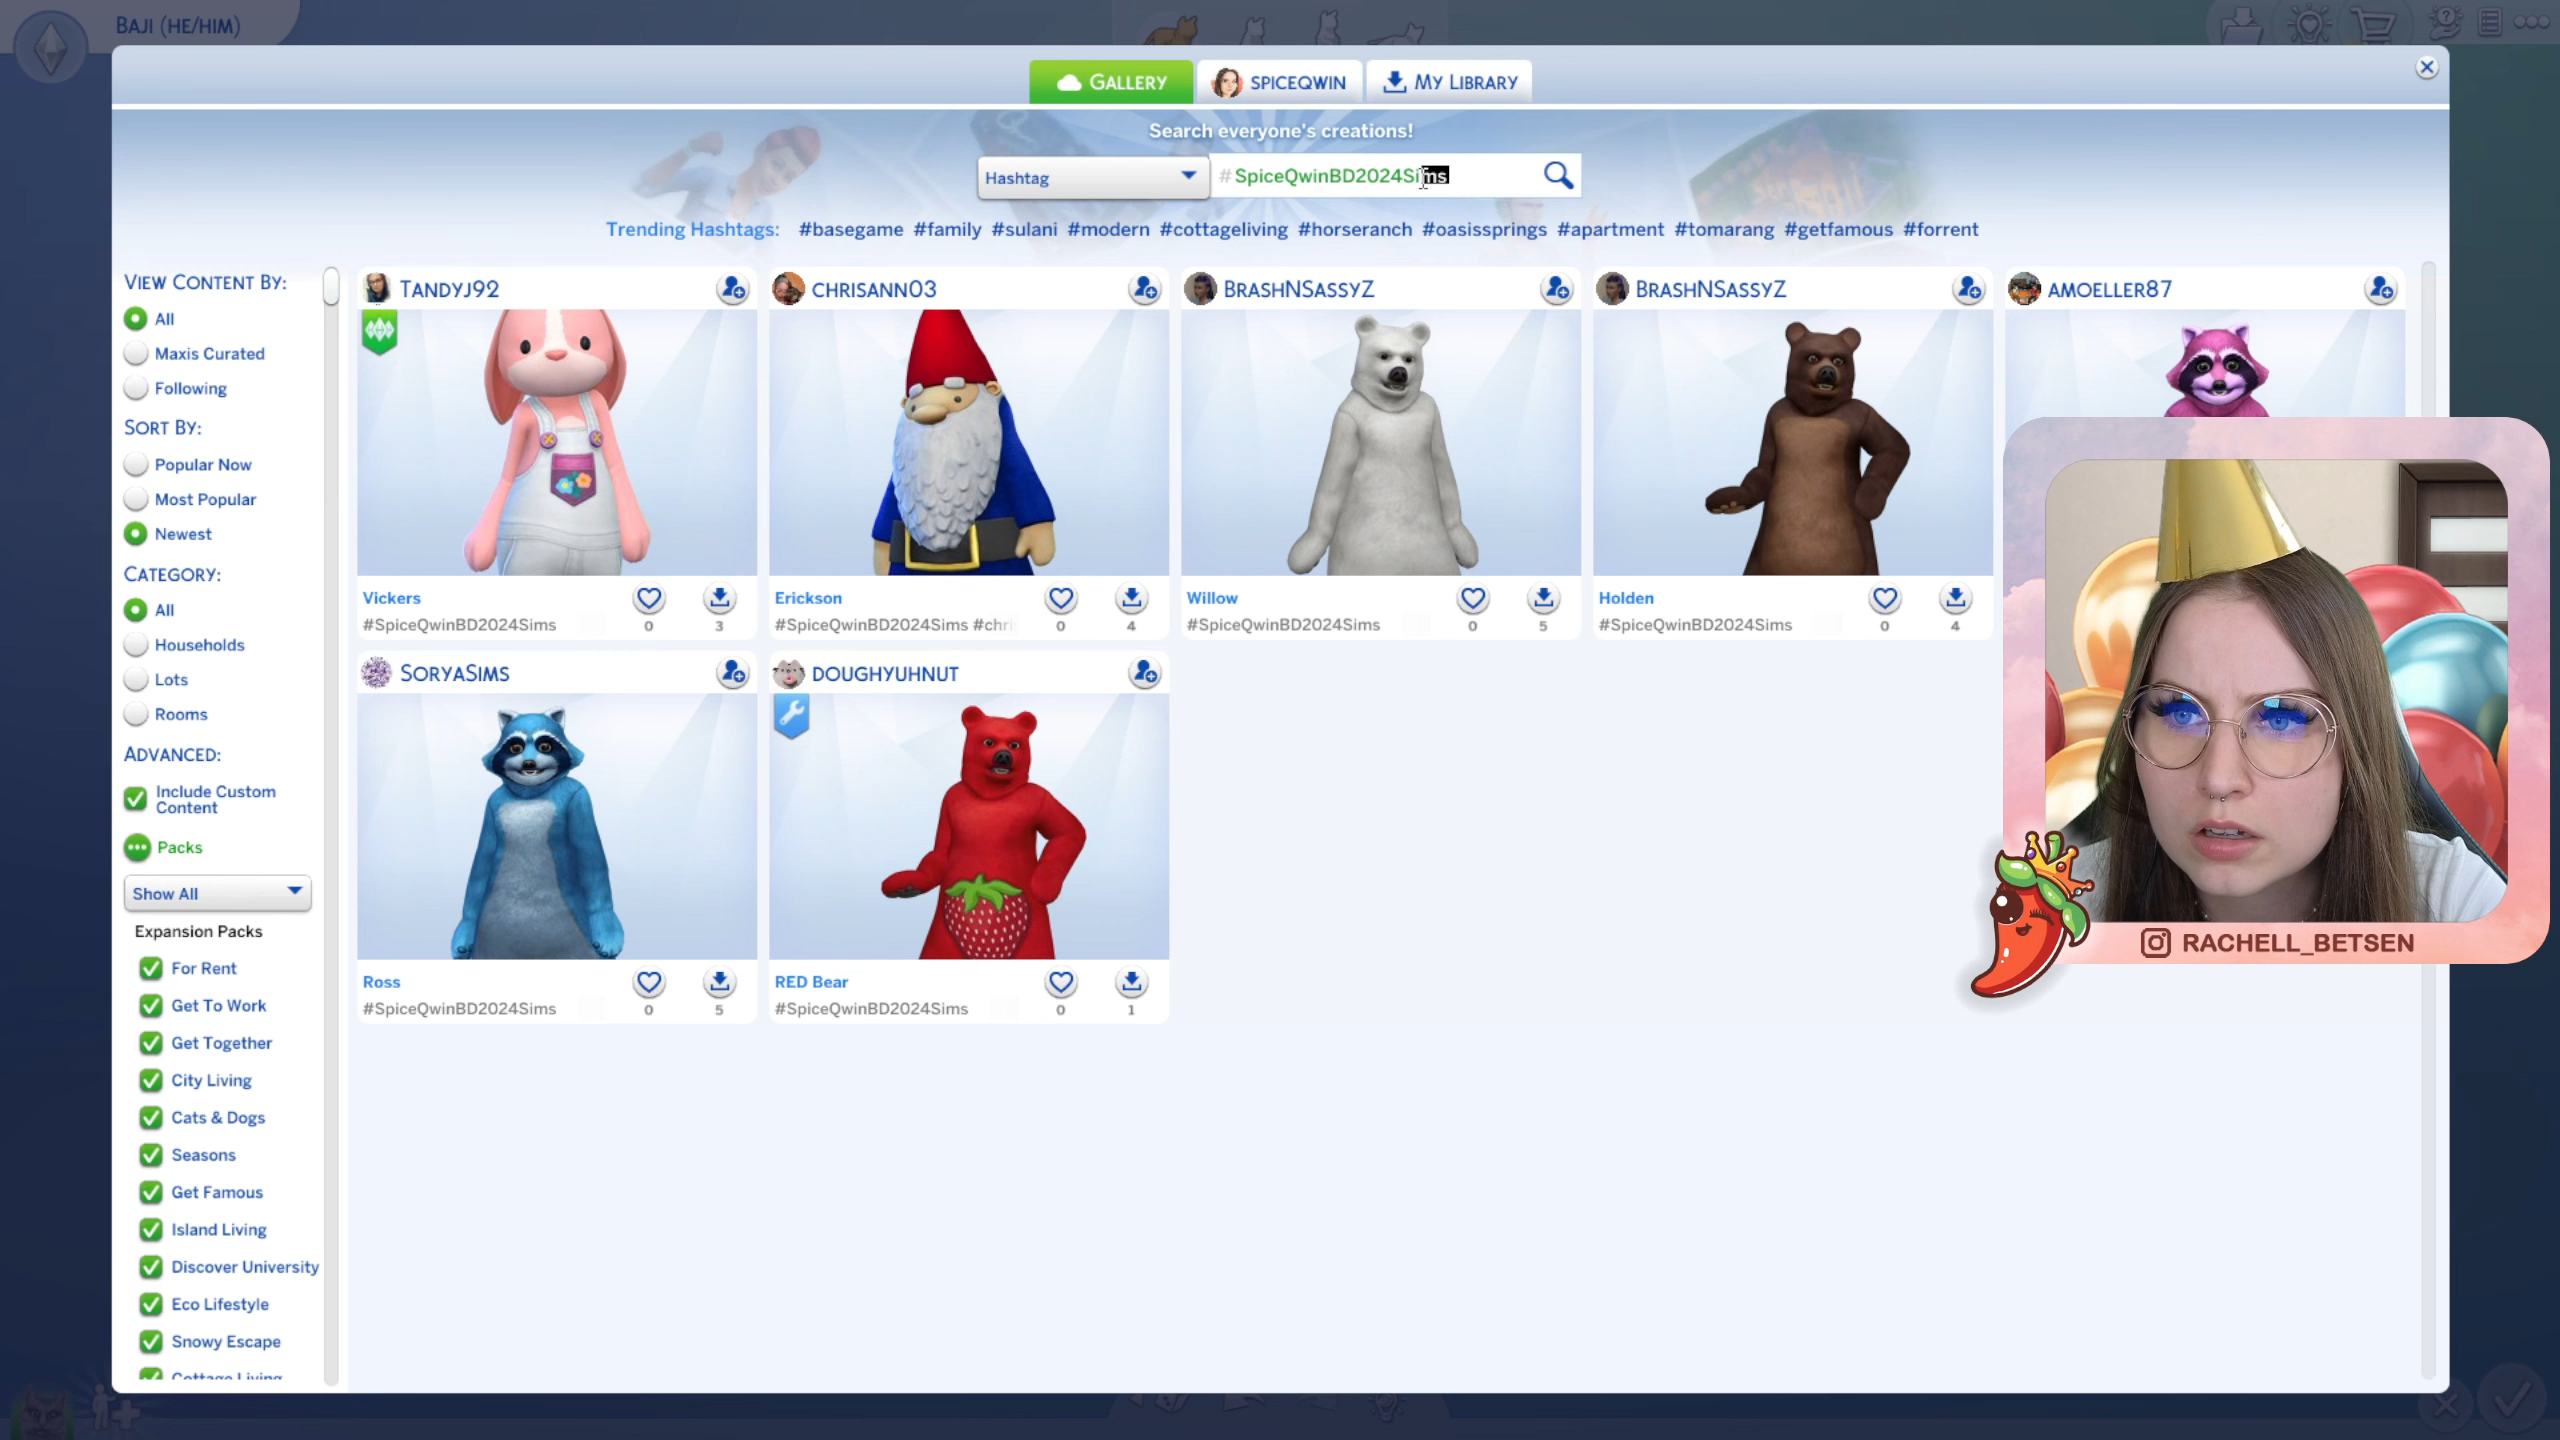 BAJI (HE/HIM)
GALLERY
SPICEQWIN
MY LIBRARY
Search everyone's creations!
Hashtag
#SpiceQwinBD2024Sims
Trending Hashtags: #basegame #family #sulani #modern #cottageliving #horseranch #oasissprings #apartment #tomarang #getfamous #forrent
VIEW CONTENT BY:
All
Maxis Curated
Following
SORT BY:
Popular Now
Most Popular
Newest
CATEGORY:
All
Households
Lots
Rooms
ADVANCED:
Include Custom
Content
Packs
Show All
Expansion Packs
For Rent
Get To Work
Get Together
City Living
Cats & Dogs
Seasons
Get Famous
Island Living
Discover University
Eco Lifestyle
Snowy Escape
Cottage Living
TANDYJ92
Vickers
#SpiceQwinBD2024Sims
0
3
CHRISANN03
Erickson
#SpiceQwinBD2024Sims #chri
0
4
BRASHNSASSYZ
Willow
#SpiceQwinBD2024Sims
0
5
BRASHNSASSYZ
Holden
#SpiceQwinBD2024Sims
0
4
AMOELLER87
SORYASIMS
Ross
#SpiceQwinBD2024Sims
0
5
DOUGHYUHNUT
RED Bear
#SpiceQwinBD2024Sims
0
1
RACHELL_BETSEN